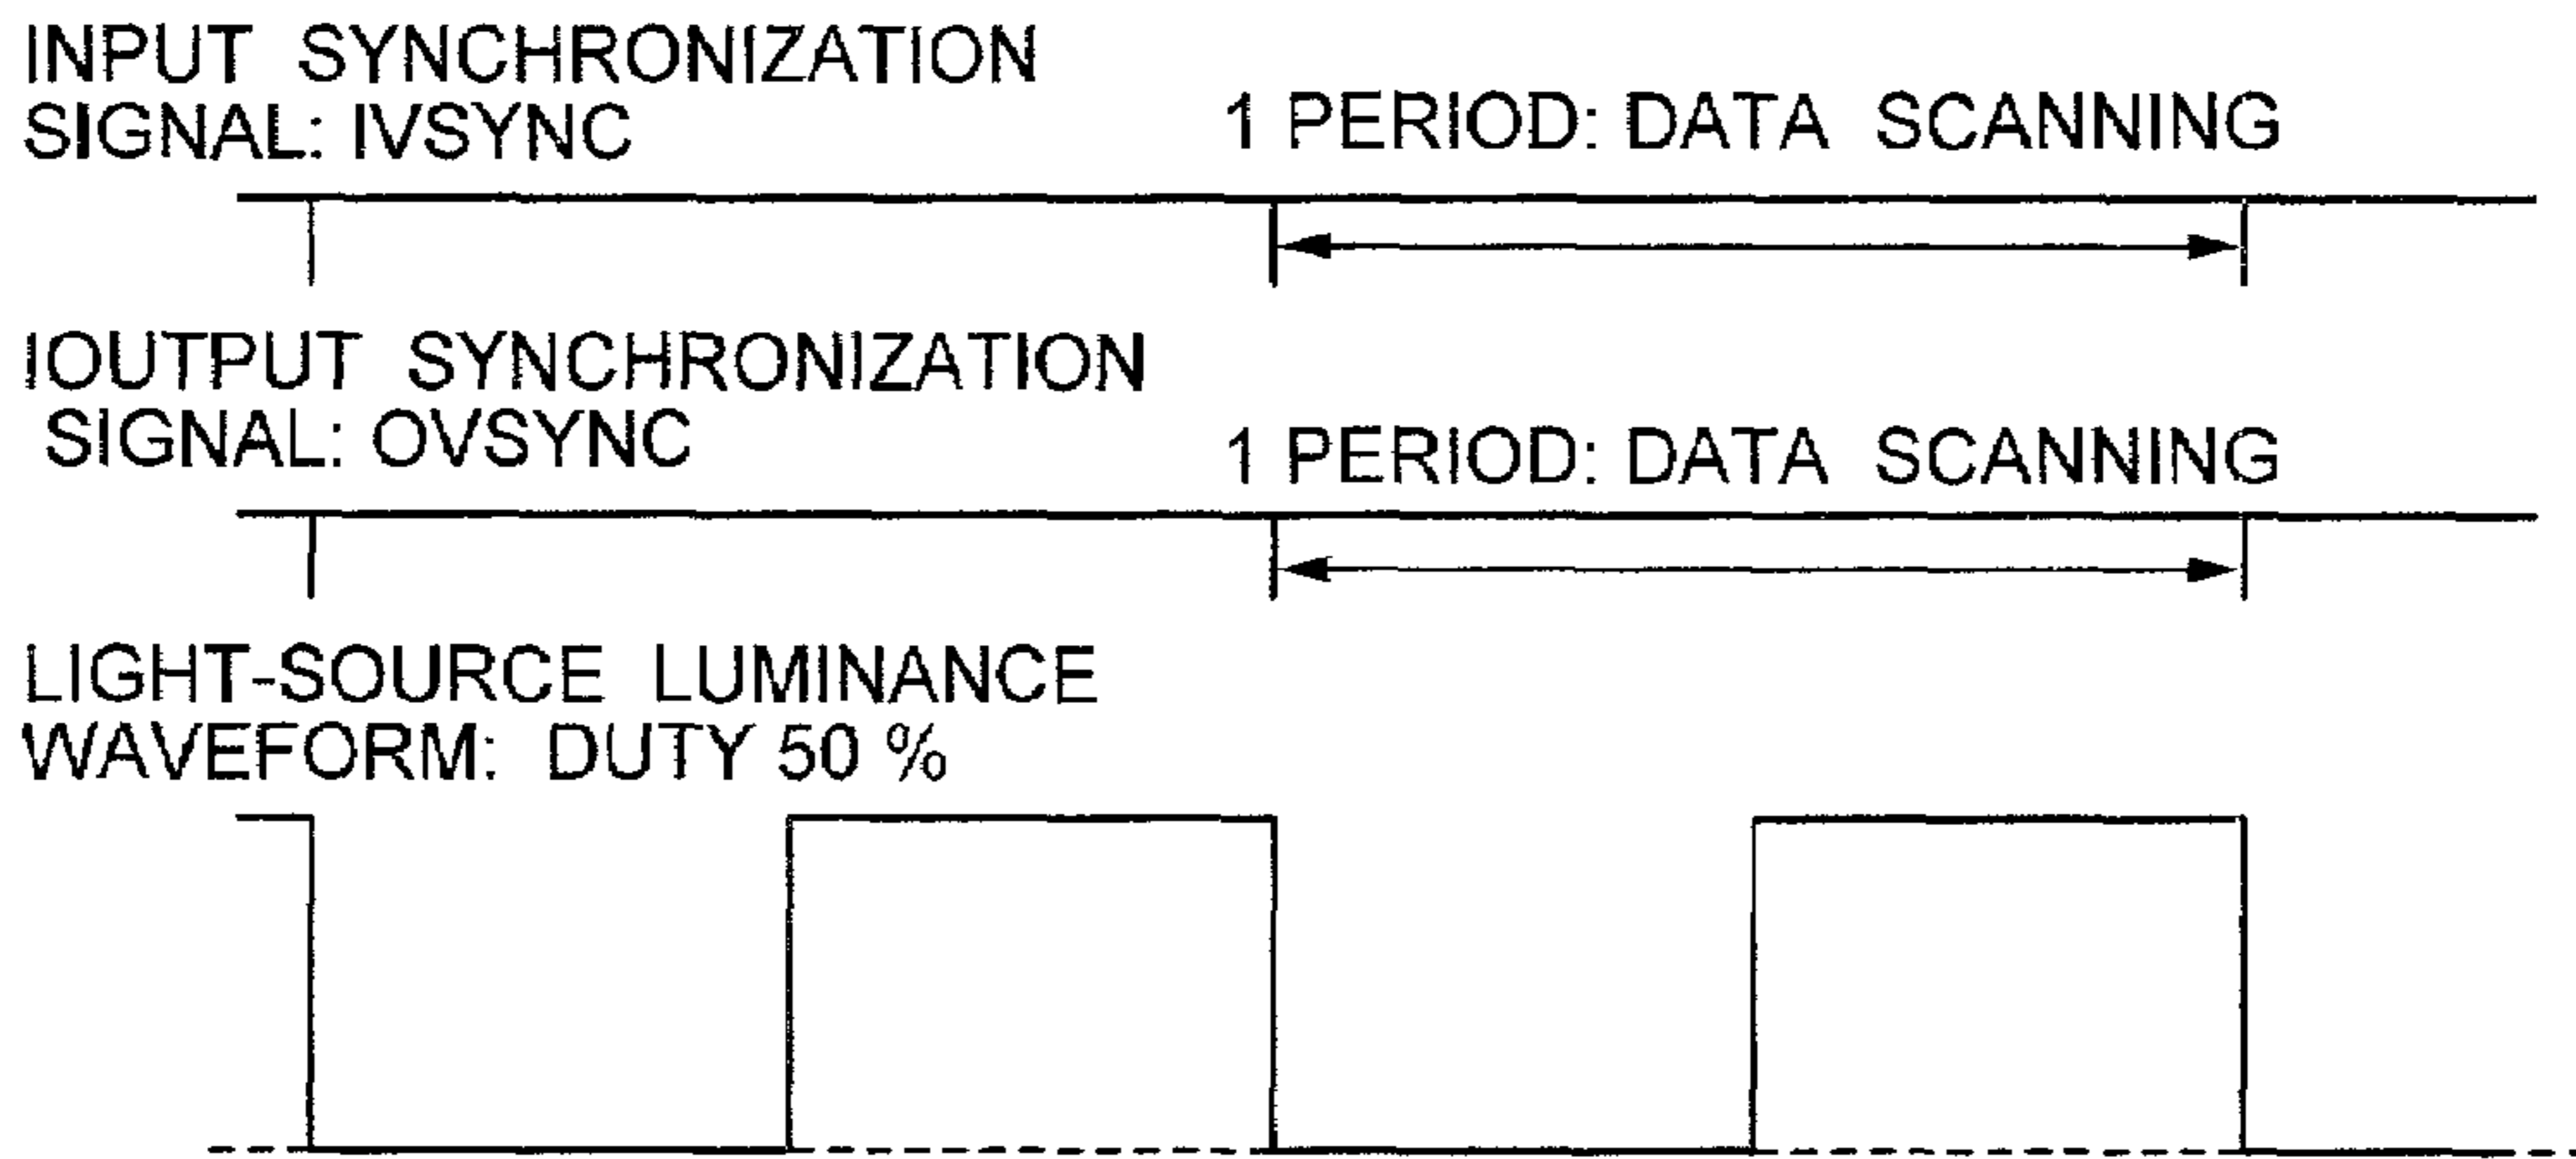 INPUT SYNCHRONIZATION
SIGNAL: IVSYNC
1 PERIOD: DATA SCANNING
IOUTPUT SYNCHRONIZATION
SIGNAL: OVSYNC
1 PERIOD: DATA SCANNING
LIGHT-SOURCE LUMINANCE
WAVEFORM: DUTY 50 %